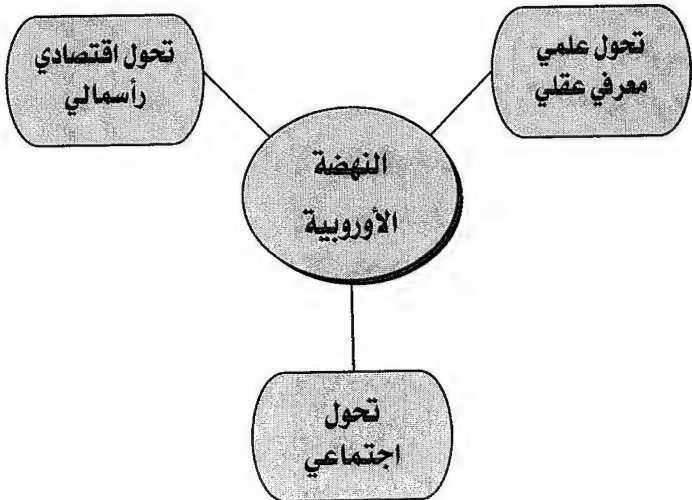 تحول علمي
معرفي عقلي
تحول اقتصادي
رأسمالي
النهضة
الأوروبية
تحول
اجتماعي